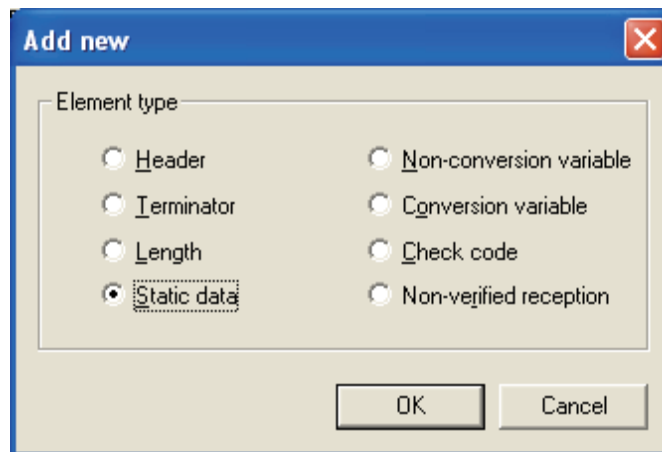 Add new
Element type
Header
Terminator
Length
Static data
Non-conversion variable
Conversion variable
Check code
Non-verified reception
OK
Cancel